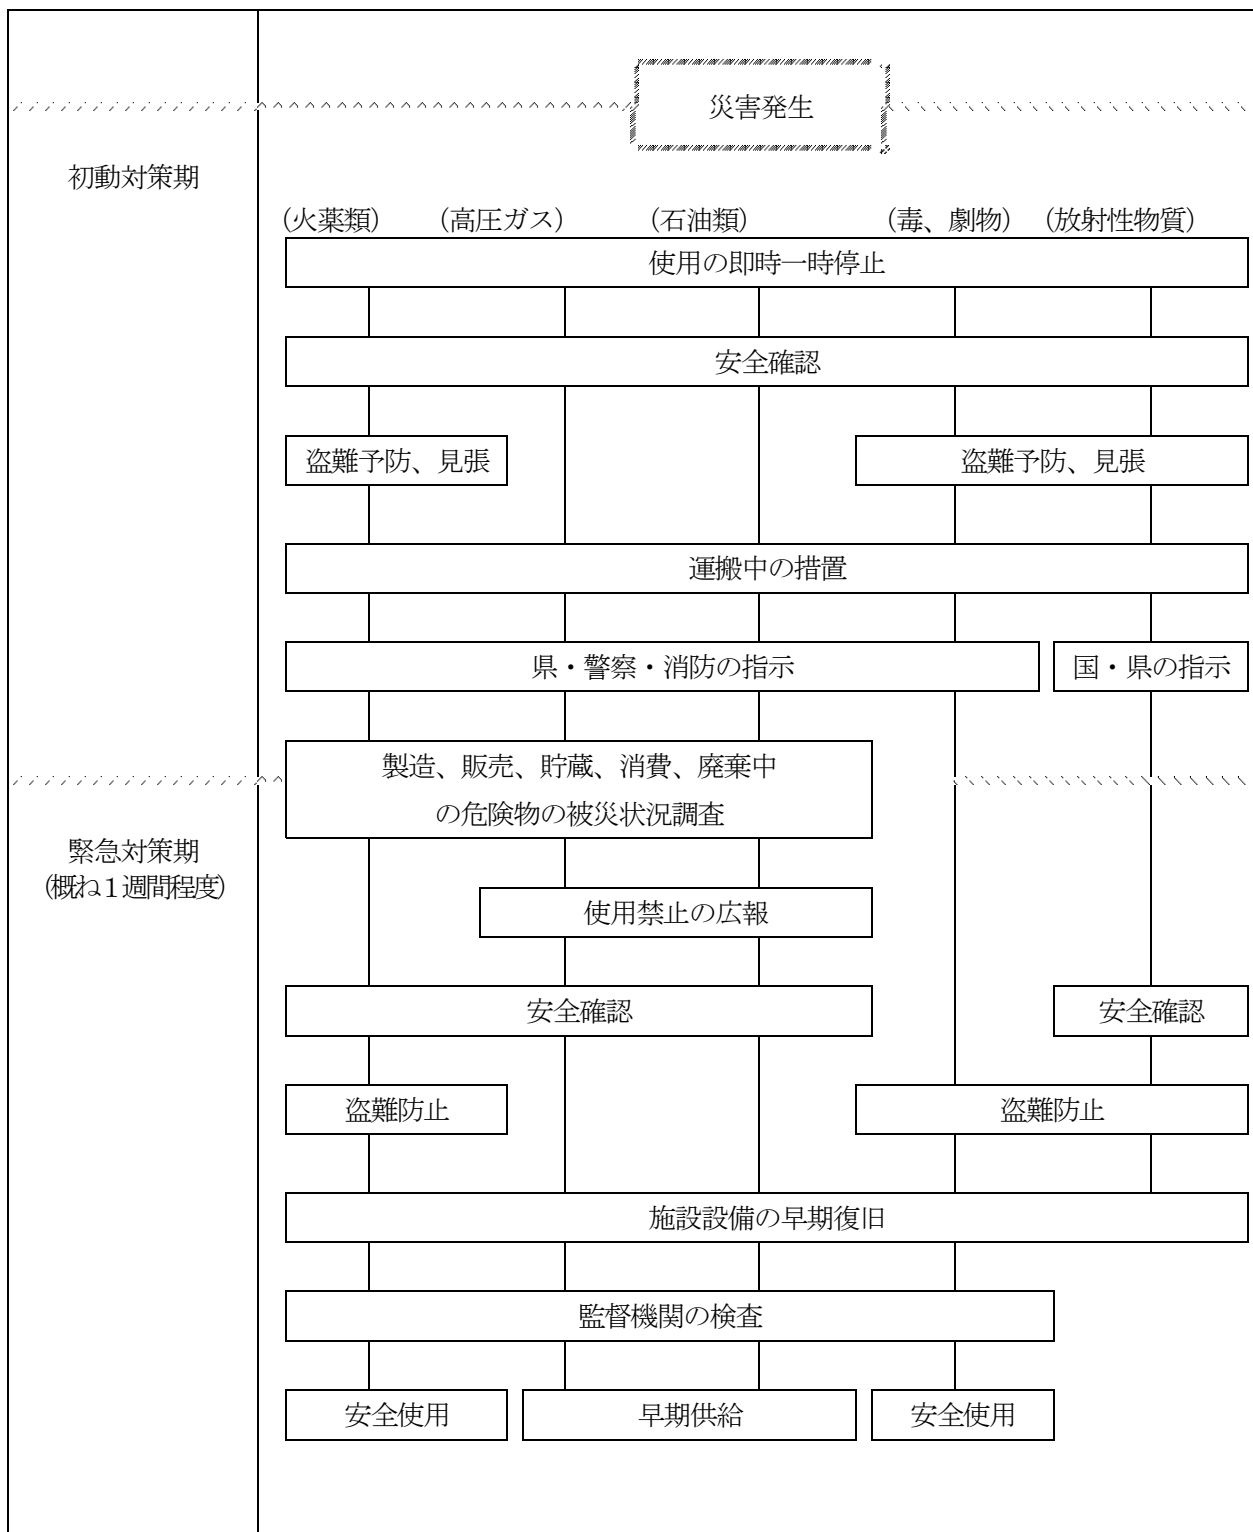 災害発生
初動対策期
（火薬類） （高圧ガス） （石油類） （毒、劇物） （放射性物質）
使用の即時一時停止
安全確認
盗難予防、見張 盗難予防、見張
運搬中の措置
県・警察・消防の指示 国・県の指示
製造、販売、貯蔵、消費、廃棄中
の危険物の被災状況調査
緊急対策期
（概ね１週間程度）
使用禁止の広報
安全確認 安全確認
盗難防止 盗難防止
施設設備の早期復旧
監督機関の検査
安全使用 早期供給 安全使用